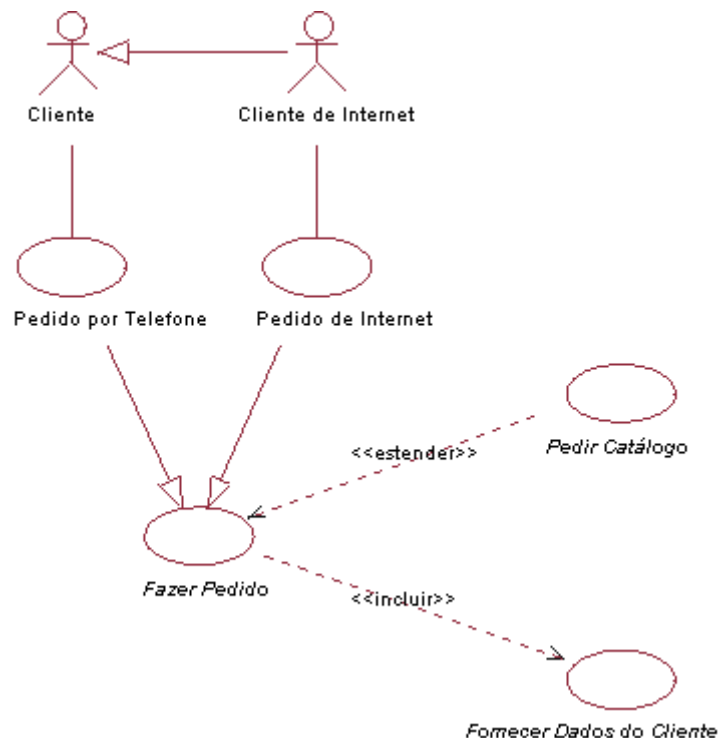 Cliente
Cliente de Internet
Pedido por Telefone
Pedido de Internet
Pedir Catálogo
<<estender>>
Fazer Pedido
<<incluir>>
Fornecer Dados do Cliente